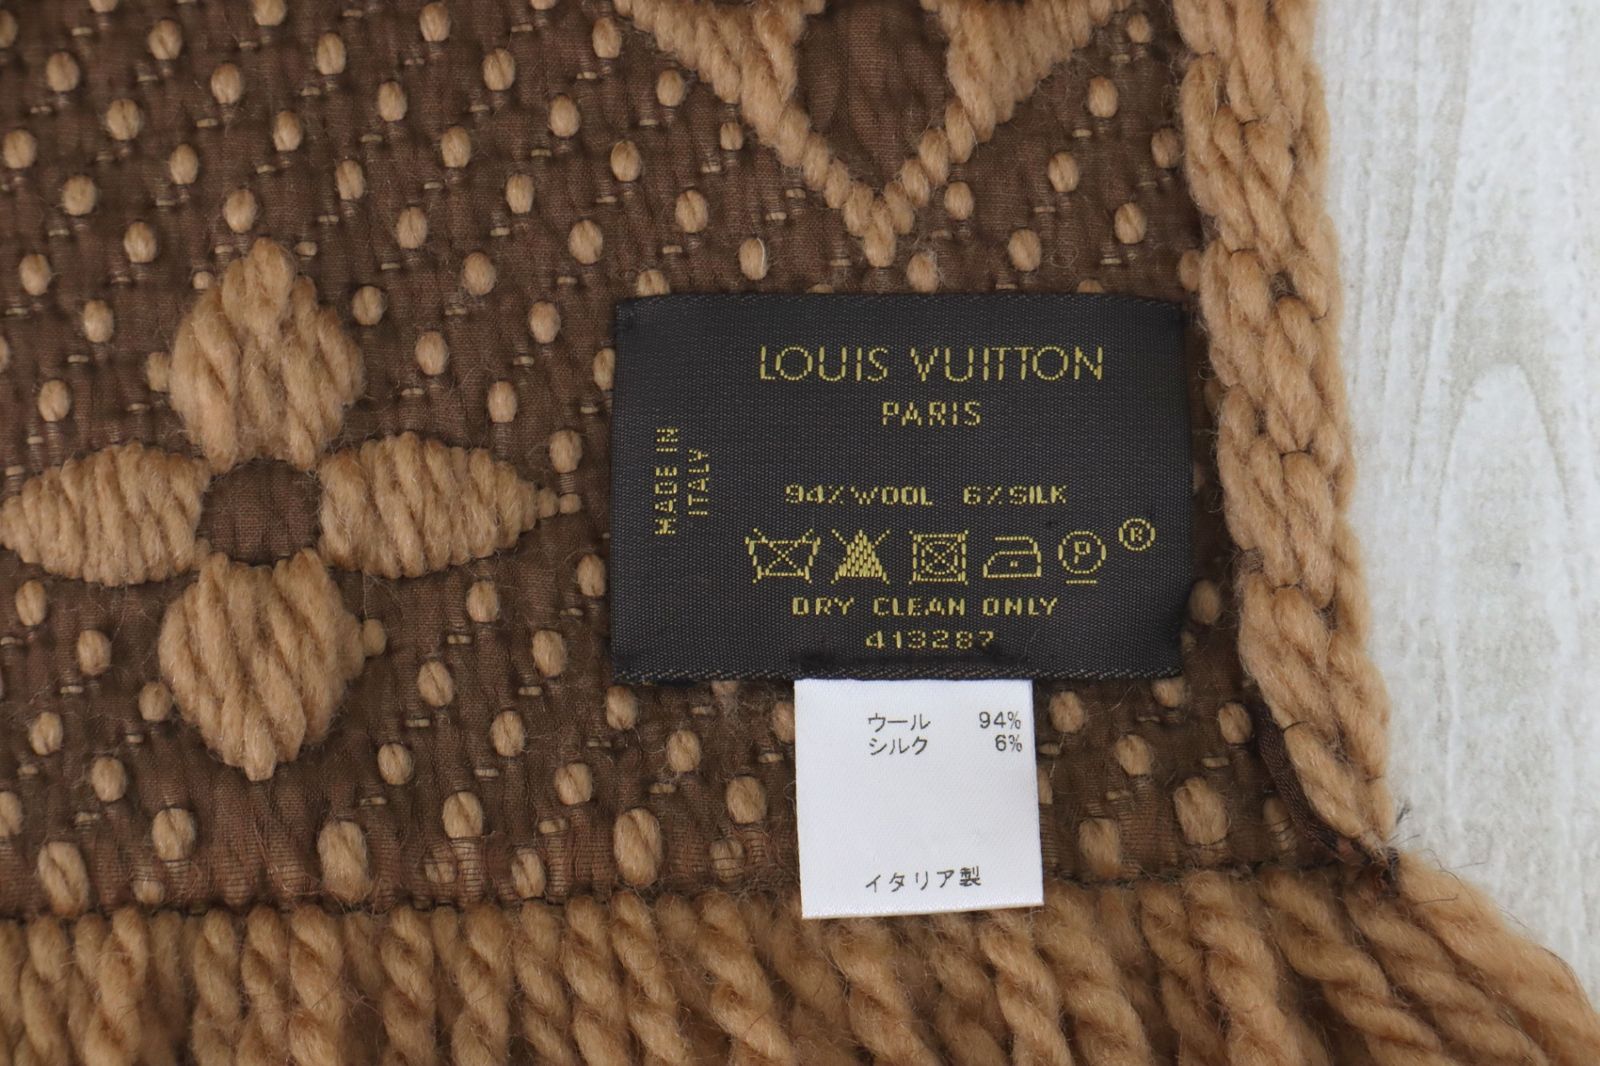 LOUIS VUITTON
PARIS
MADE IN
ITALY
94%WOOL 6%SILK
P ®
DRY CLEAN ONLY
413287
ウール 94%
シルク 6%
イタリア製